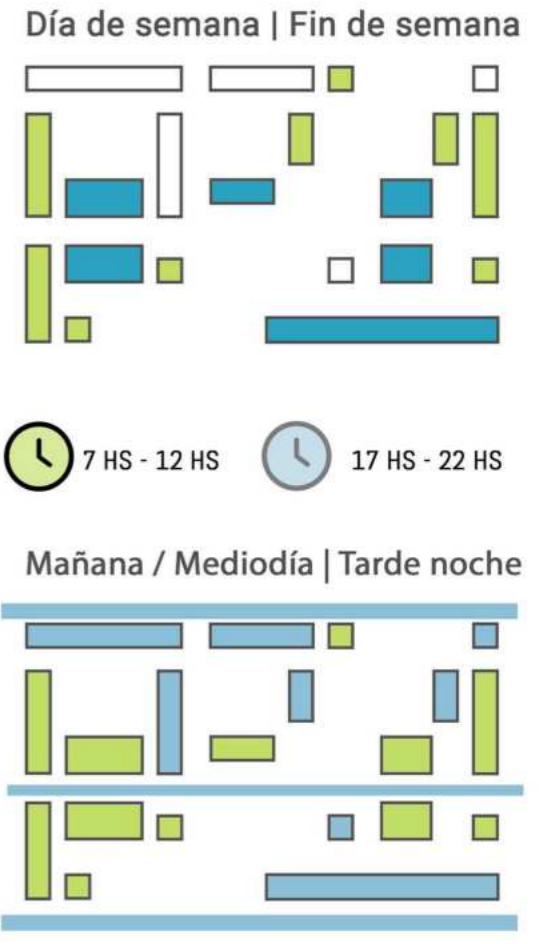 Día de semana | Fin de semana
7 HS - 12 HS 17 HS - 22 HS
Mañana / Mediodía | Tarde noche